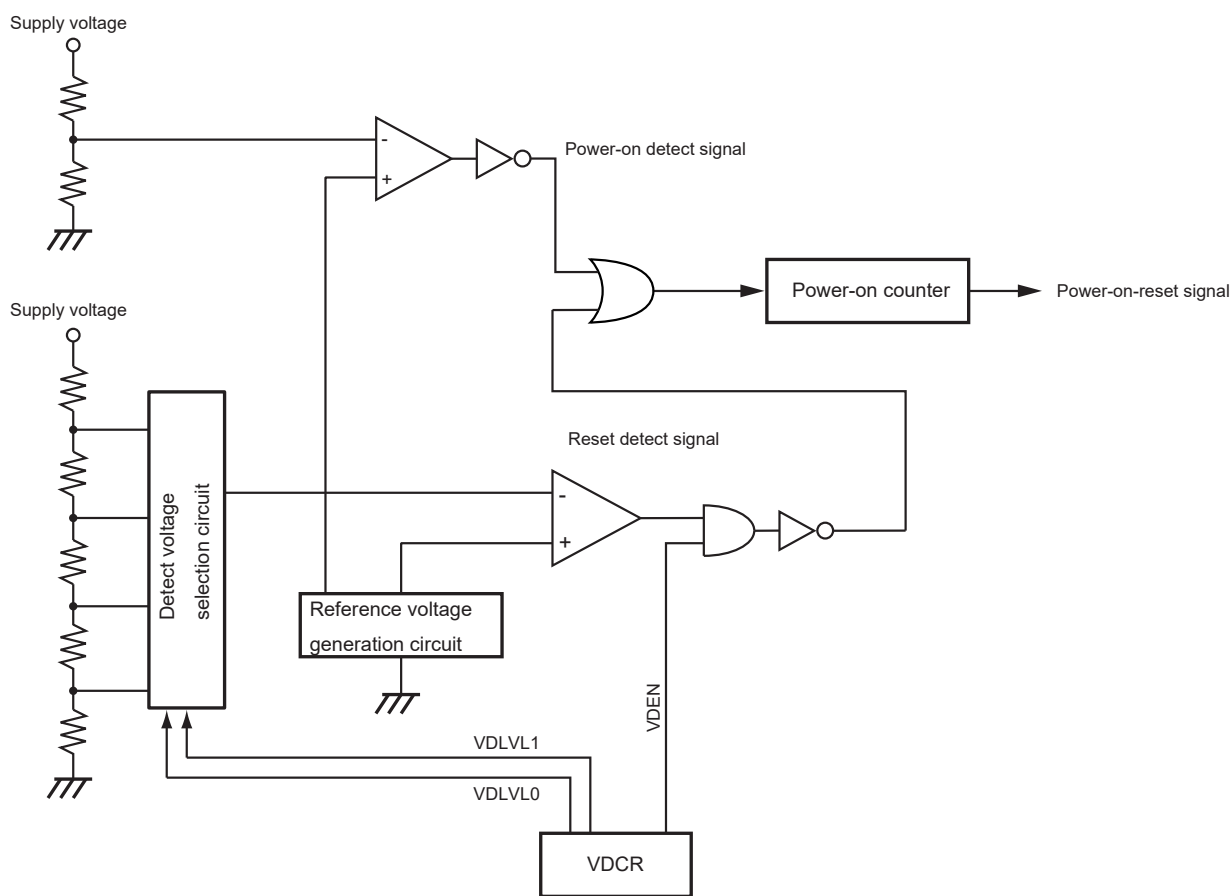 Supply voltage
-
+
Power-on detect signal
Power-on counter
Power-on-reset signal
Supply voltage
Detect voltage
selection circuit
Reset detect signal
-
+
Reference voltage
generation circuit
VDEN
VDLVL1
VDLVL0
VDCR